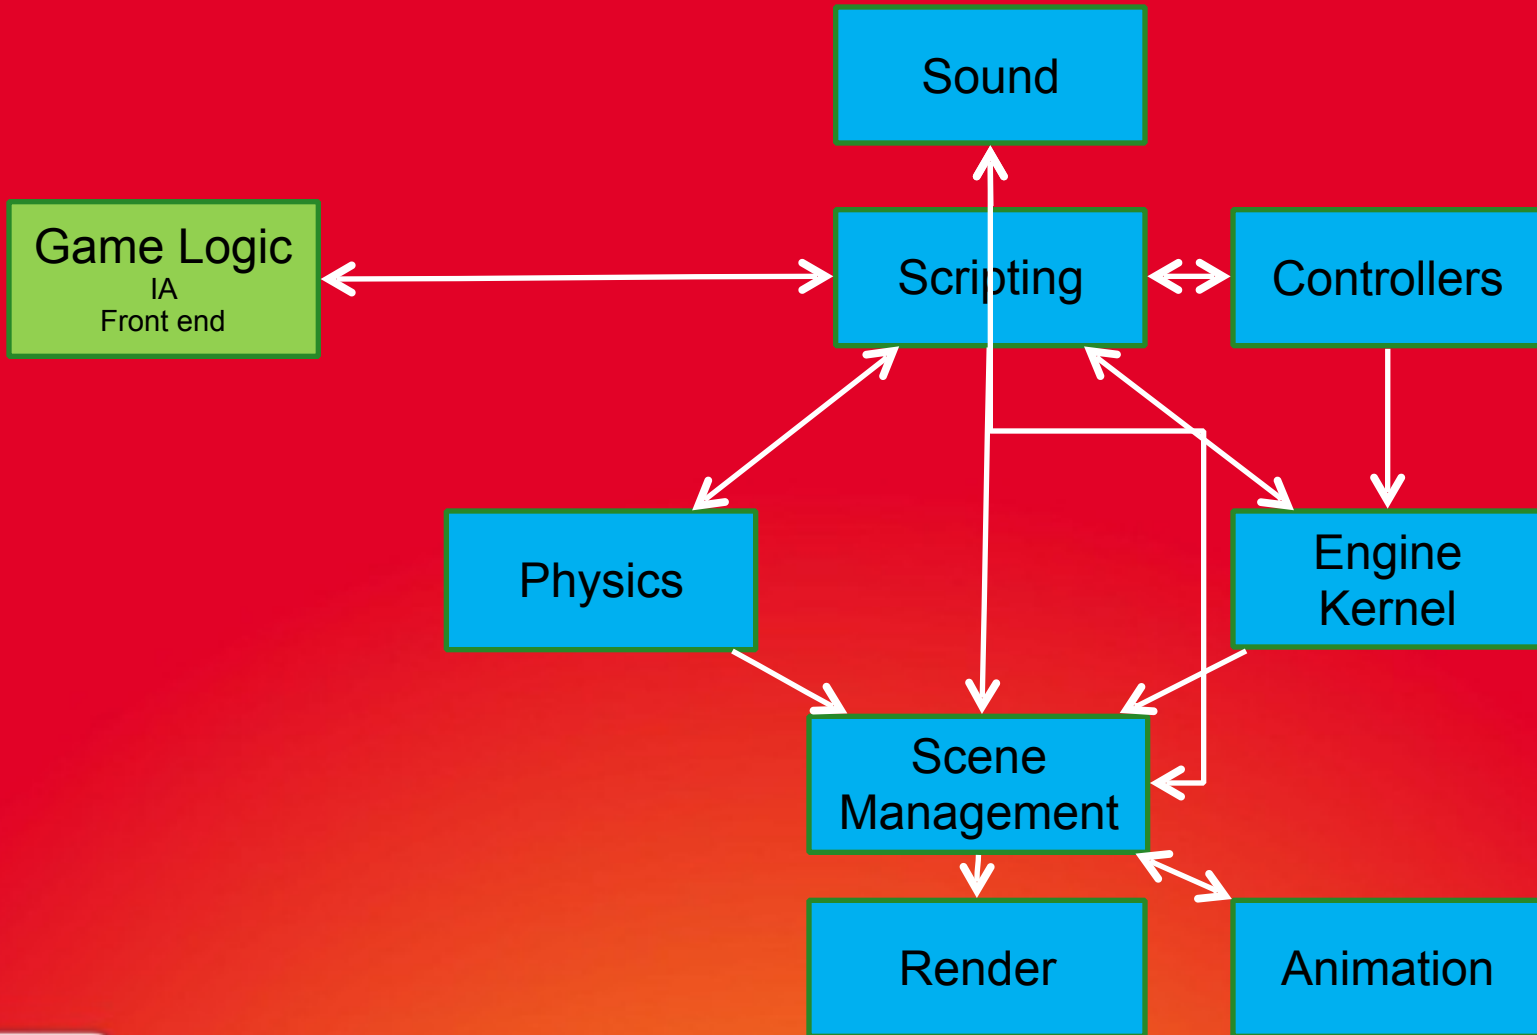 Sound
Game Logic
IA
Front end
Scripting
Controllers
Physics
Engine
Kernel
Scene
Management
Render
Animation